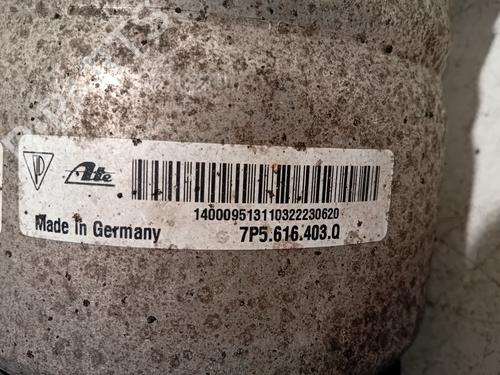 Ate
14000951311032223062​0
Made In Germany
7P5.616.403.Q